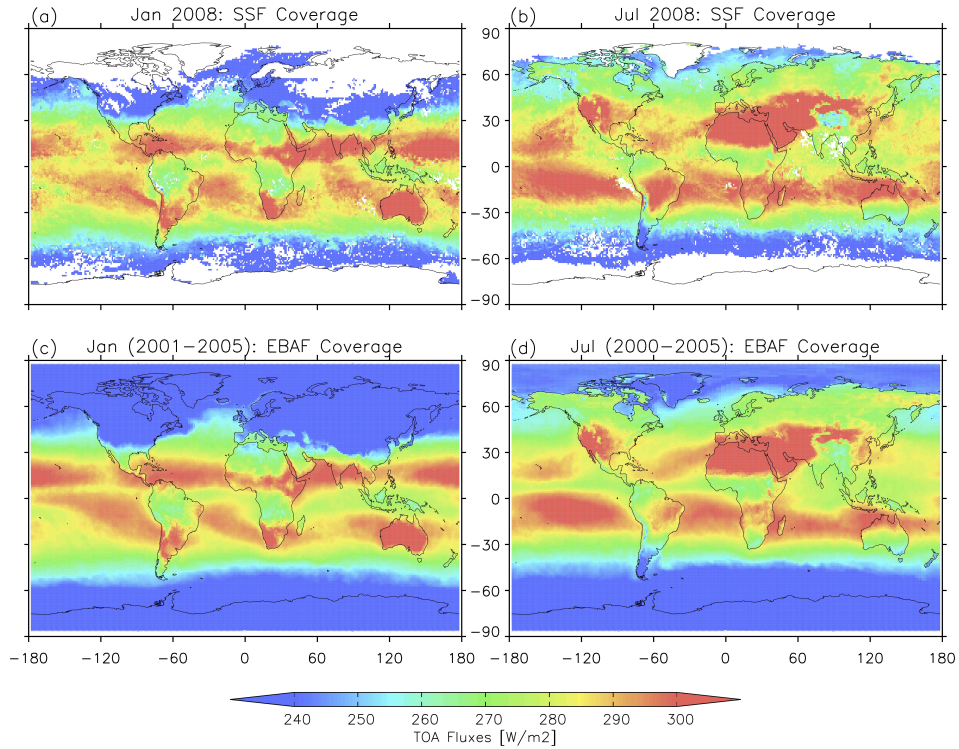 (a) Jan 2008: SSF Coverage
(b) Jul 2008: SSF Coverage
90
60
30
0
−30
−60
−90
(c) Jan (2001−2005): EBAF Coverage
(d) Jul (2000−2005): EBAF Coverage
90
60
30
0
−30
−60
−90
−180 −120 −60 0 60 120 180
−180 −120 −60 0 60 120 180
240 250 260 270 280 290 300
TOA Fluxes [W/m2]